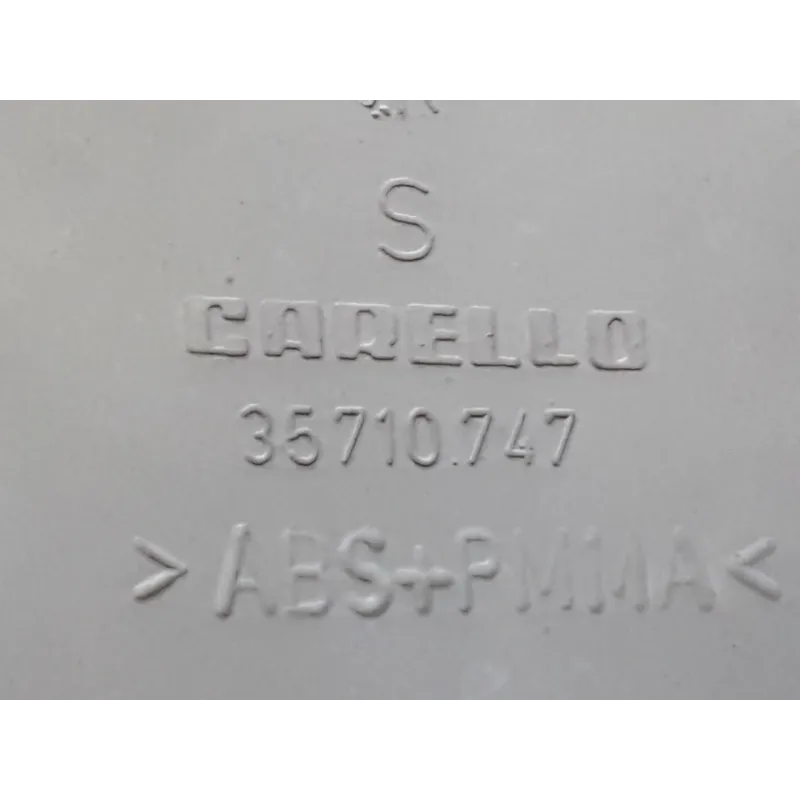 S
CARELLO
35710.747
>ABS+PMMA<